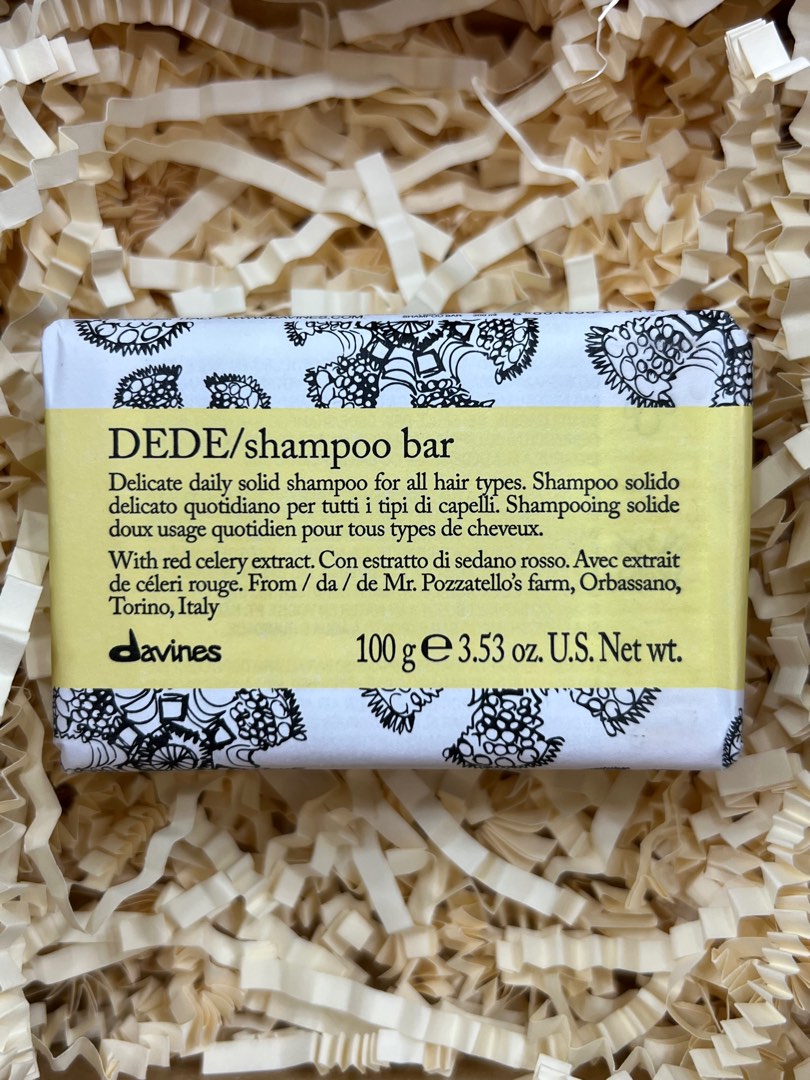 SHAMPOO BAR
DEDE/shampoo bar
Delicate daily solid shampoo for all hair types. Shampoo solido
delicato quotidiano per tutti i tipi di capelli. Shampooing solide
doux usage quotidien pour tous types de cheveux.
With red celery extract. Con estratto di sedano rosso. Avec extrait
de céleri rouge. From / da / de Mr. Pozzatello's farm, Orbassano,
Torino, Italy
davines
100 g ℮ 3.53 oz. U.S. Net wt.